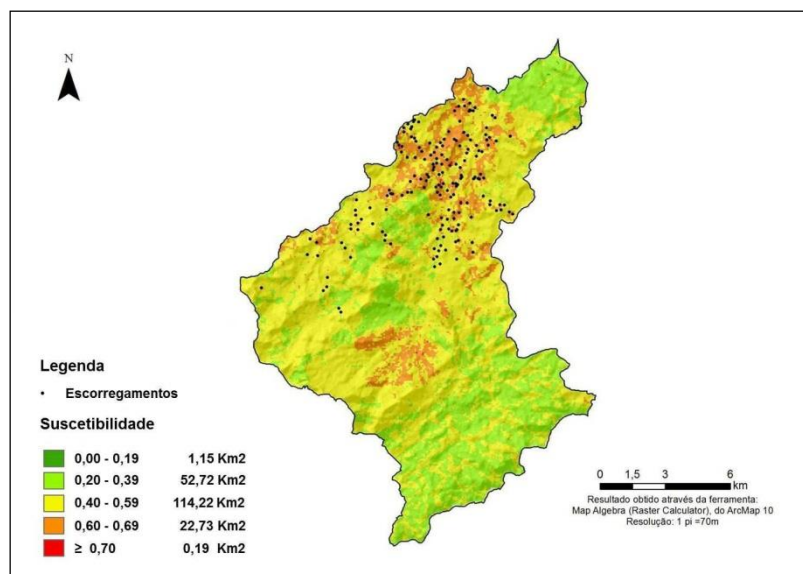 N
Legenda
• Escorregamentos
Suscetibilidade
0,00 - 0,19 1,15 Km2
0,20 - 0,39 52,72 Km2
0,40 - 0,59 114,22 Km2
0,60 - 0,69 22,73 Km2
≥ 0,70 0,19 Km2
0 1,5 3 6
km
Resultado obtido através da ferramenta:
Map Algebra (Raster Calculator), do ArcMap 10
Resolução: 1 pi =70m